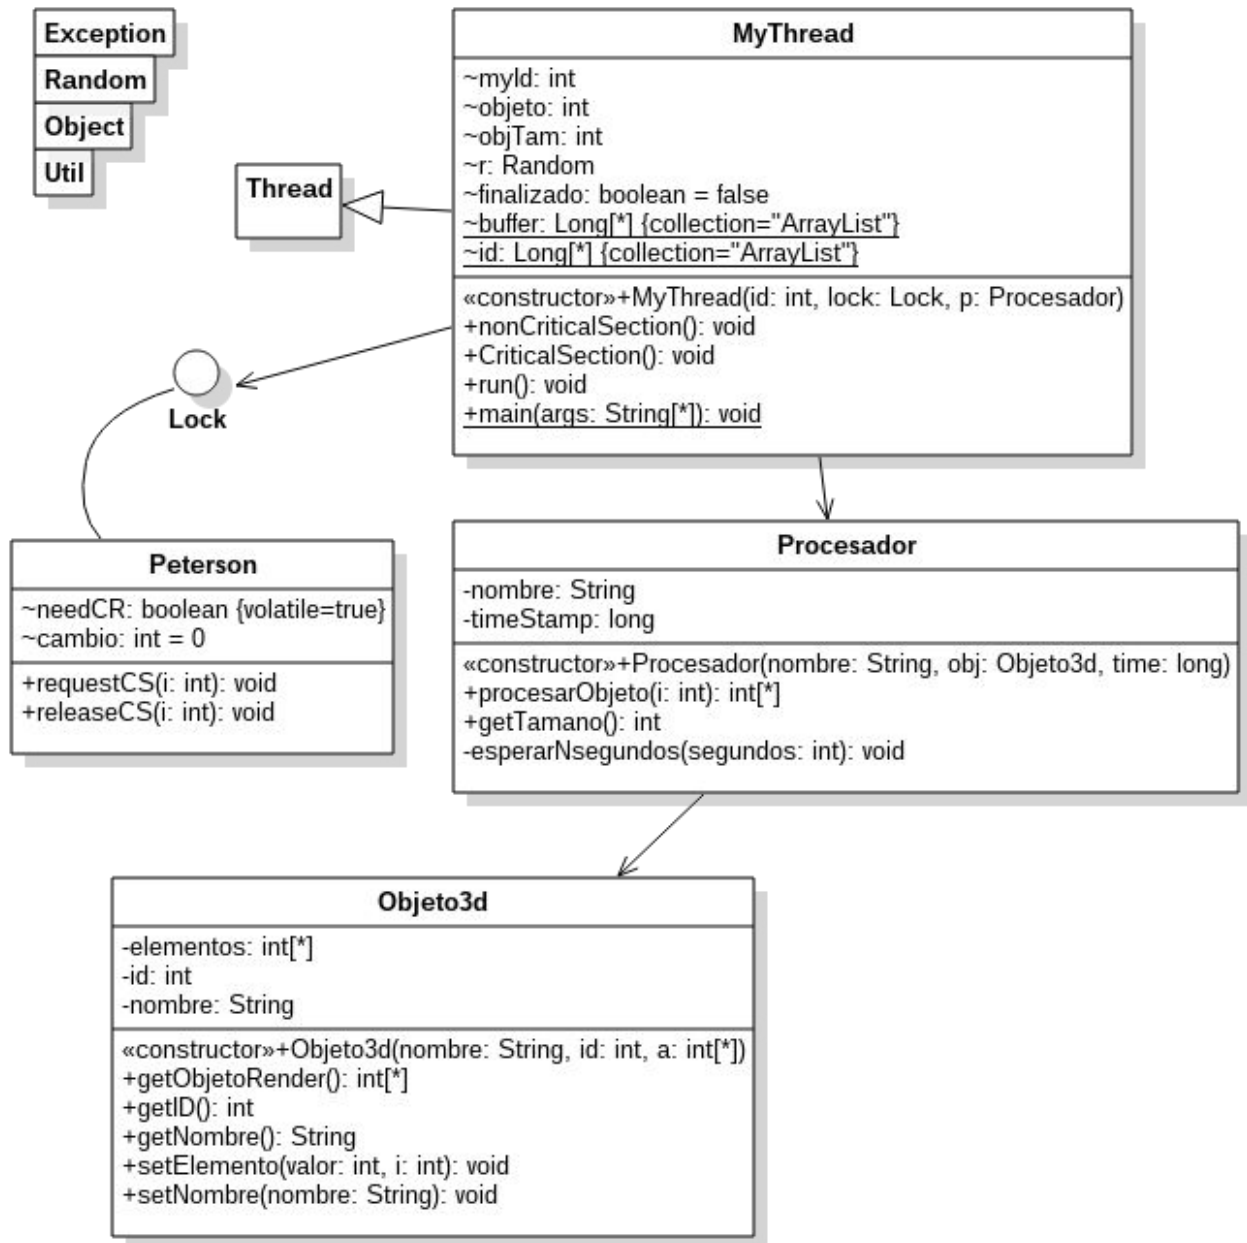 Exception
Random
Object
Util
Thread
MyThread
~myId: int
~objeto: int
~objTam: int
~r: Random
~finalizado: boolean = false
~buffer: Long[*] {collection="ArrayList"}
~id: Long[*] {collection="ArrayList"}
«constructor»+MyThread(id: int, lock: Lock, p: Procesador)
+nonCriticalSection(): void
+CriticalSection(): void
+run(): void
+main(args: String[*]): void
Lock
Peterson
~needCR: boolean {volatile=true}
~cambio: int = 0
+requestCS(i: int): void
+releaseCS(i: int): void
Procesador
-nombre: String
-timeStamp: long
«constructor»+Procesador(nombre: String, obj: Objeto3d, time: long)
+procesarObjeto(i: int): int[*]
+getTamano(): int
-esperarNsegundos(segundos: int): void
Objeto3d
-elementos: int[*]
-id: int
-nombre: String
«constructor»+Objeto3d(nombre: String, id: int, a: int[*])
+getObjetoRender(): int[*]
+getID(): int
+getNombre(): String
+setElemento(valor: int, i: int): void
+setNombre(nombre: String): void